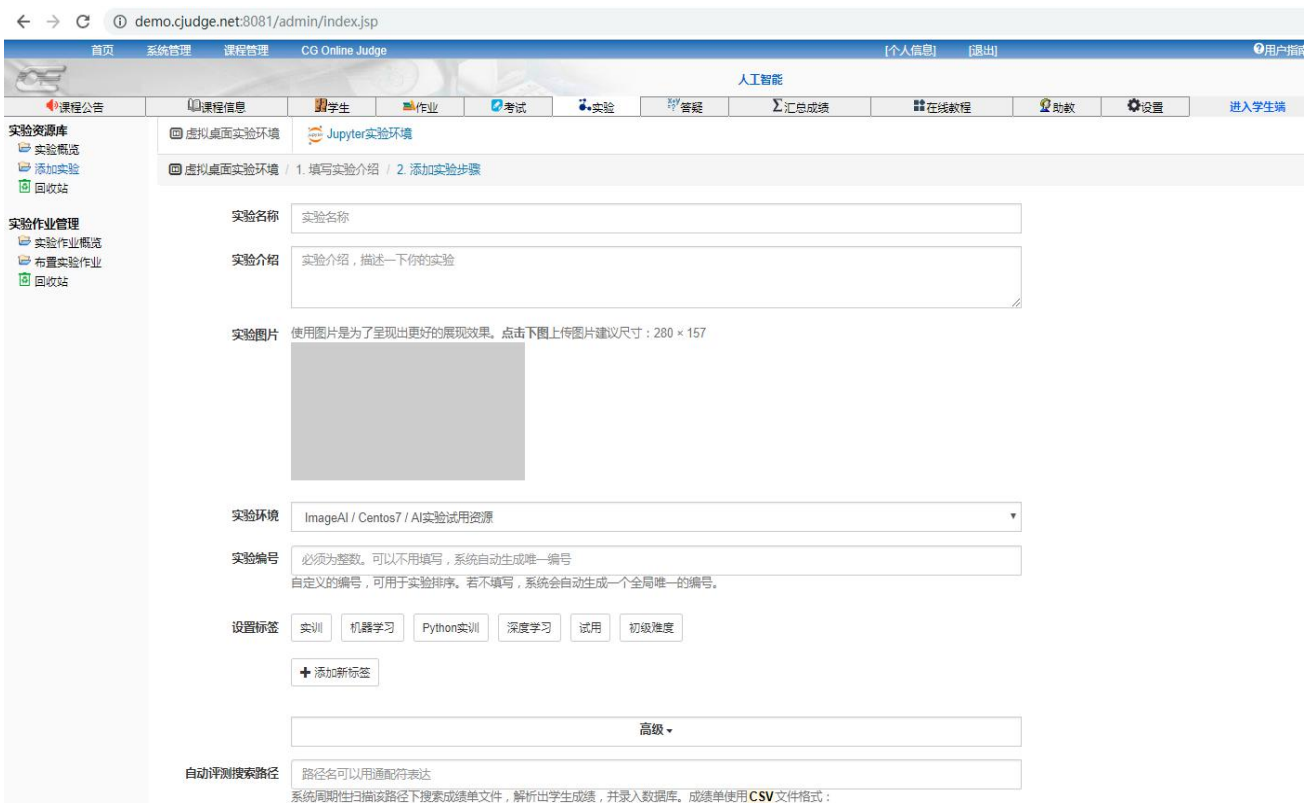 demo.cjudge.net:8081/admin/index.jsp
首页 系统管理 课程管理 CG Online Judge [个人信息] [退出] 用户指南
人工智能
课程公告 课程信息 学生 作业 考试 实验 答疑 汇总成绩 在线教程 助教 设置 进入学生端
实验资源库
实验概览
添加实验
回收站
实验作业管理
实验作业概览
布置实验作业
回收站
虚拟桌面实验环境 Jupyter实验环境
虚拟桌面实验环境 / 1. 填写实验介绍 / 2. 添加实验步骤
实验名称 实验名称
实验介绍 实验介绍，描述一下你的实验
实验图片 使用图片是为了呈现出更好的展现效果。点击下图上传图片建议尺寸：280 × 157
实验环境 ImageAI / Centos7 / AI实验试用资源
实验编号 必须为整数。可以不用填写，系统自动生成唯一编号
自定义的编号，可用于实验排序。若不填写，系统会自动生成一个全局唯一的编号。
设置标签 实训 机器学习 Python实训 深度学习 试用 初级难度
添加新标签
高级
自动评测搜索路径 路径名可以用通配符表达
系统周期性扫描该路径下搜索成绩单文件，解析出学生成绩，并录入数据库。成绩单使用CSV文件格式：